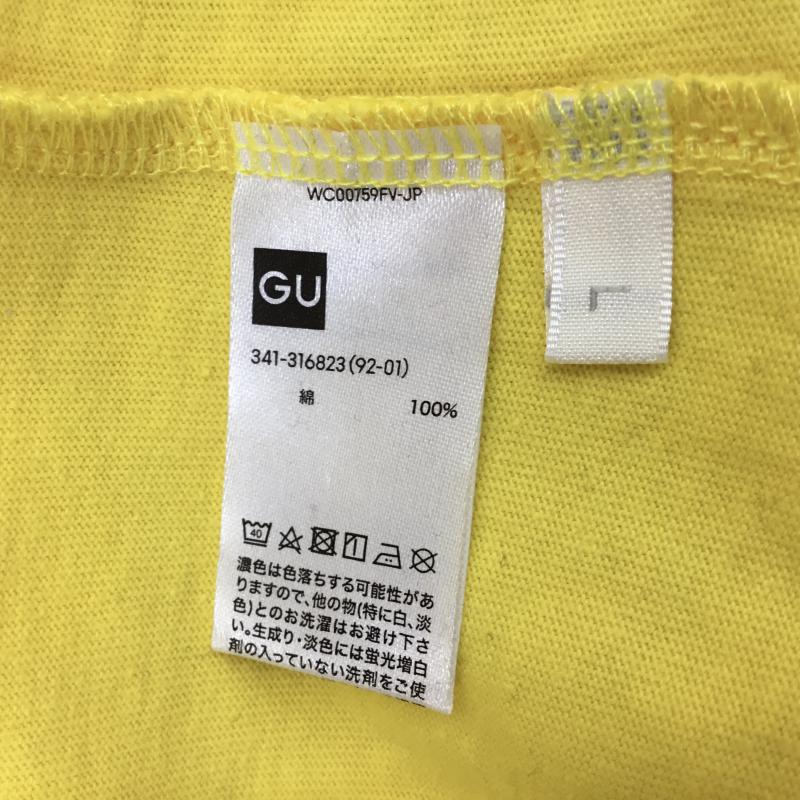 WC00759FV-JP
GU
341-316823(92-01)
綿 100%
40
濃色は色落ちする可能性があ
りますので、他の物(特に白、淡
色)とのお洗濯はお避け下さ
い。生成り・淡色には蛍光増白
剤の入っていない洗剤をご使
L